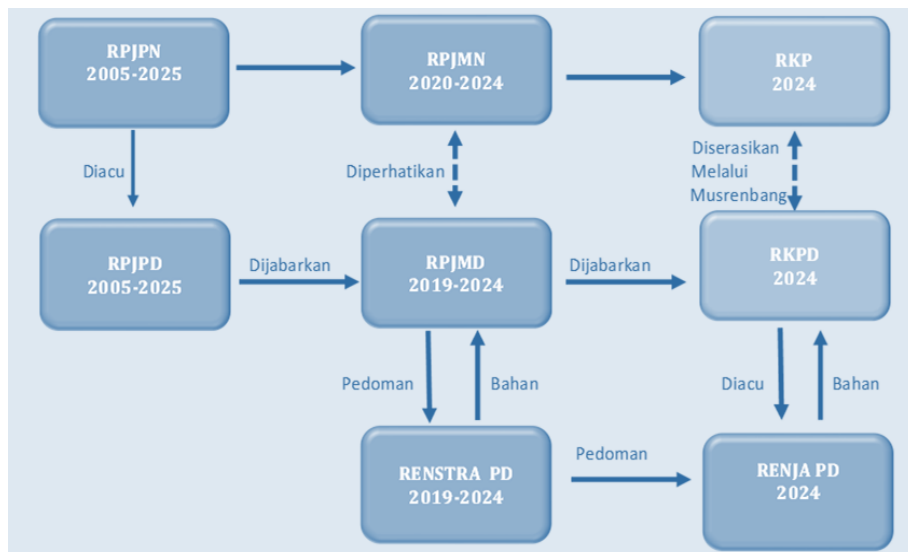 RPJPN
2005-2025
RPJMN
2020-2024
RKP
2024
Diacu
Diperhatikan
Diserasikan
Melalui
Musrenbang
RPJPD
2005-2025
Dijabarkan
RPJMD
2019-2024
Dijabarkan
RKPD
2024
Pedoman
Bahan
Diacu
Bahan
RENSTRA PD
2019-2024
Pedoman
RENJA PD
2024